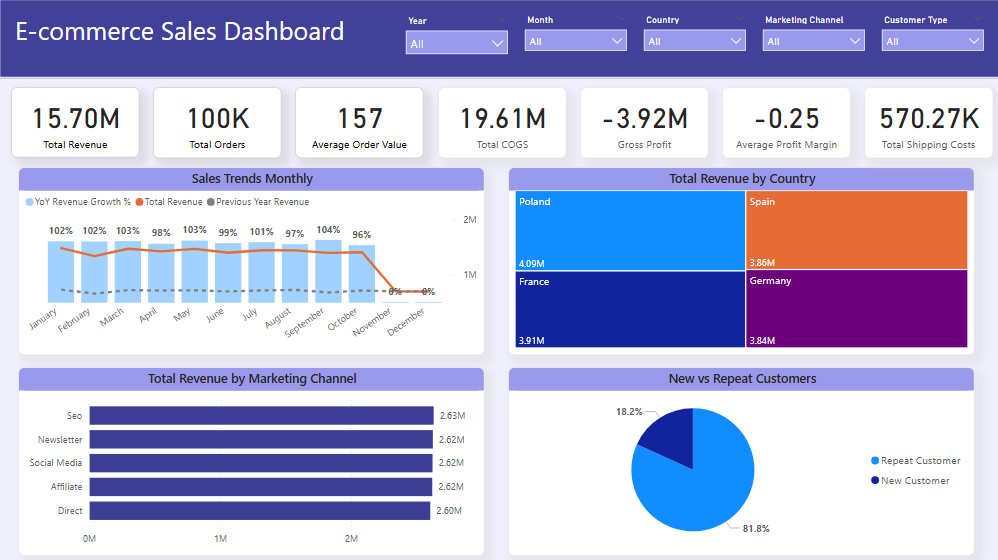 E-commerce Sales Dashboard
Year
Month
Country
Marketing Channel
Customer Type
All
All
All
All
All
15.70M
100K
157
19.61M
-3.92M
-0.25
570.27K
Total Revenue
Total Orders
Average Order Value
Total COGS
Gross Profit
Average Profit Margin
Total Shipping Costs
Sales Trends Monthly
YoY Revenue Growth %
Total Revenue
Previous Year Revenue
2M
1M
102%
102%
103%
98%
103%
99%
101%
97%
104%
96%
0%
0%
January
February
March
April
May
June
July
August
September
October
November
December
Total Revenue by Country
Poland
4.09M
Spain
3.86M
France
3.91M
Germany
3.84M
Total Revenue by Marketing Channel
Seo
2.63M
Newsletter
2.62M
Social Media
2.62M
Affiliate
2.62M
Direct
2.60M
0M
1M
2M
New vs Repeat Customers
18.2%
81.8%
Repeat Customer
New Customer